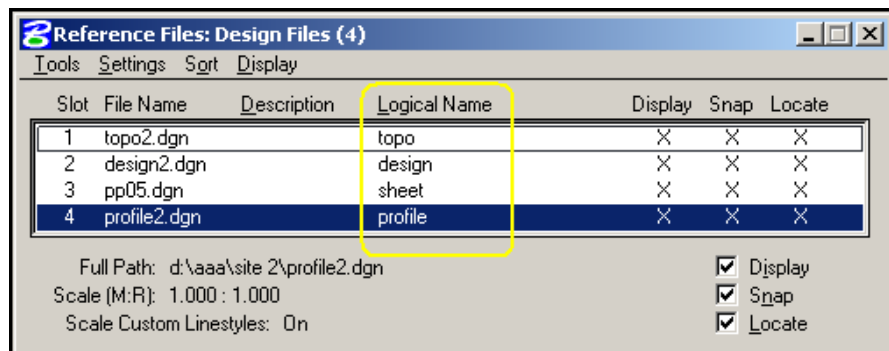 Reference Files: Design Files (4)
Tools Settings Sort Display
Slot File Name Description Logical Name Display Snap Locate
1 topo2.dgn topo X X X
2 design2.dgn design X X X
3 pp05.dgn sheet X X X
4 profile2.dgn profile X X X
Full Path: d:\aaa\site 2\profile2.dgn Display
Scale (M:R): 1.000 : 1.000 Snap
Scale Custom Linestyles: On Locate